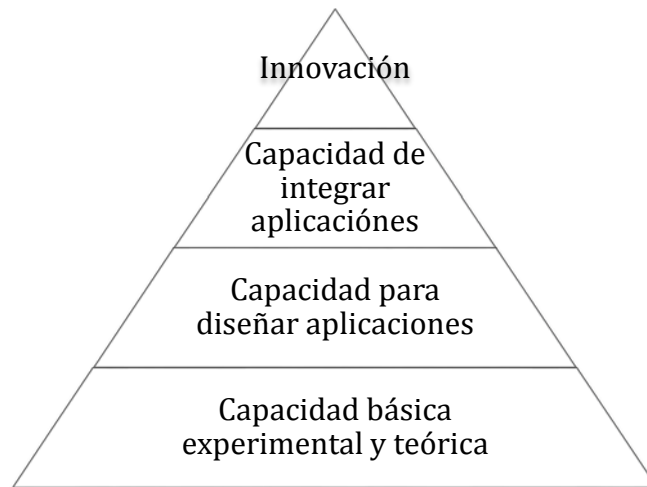 Innovación
Capacidad de
integrar
aplicaciónes
Capacidad para
diseñar aplicaciones
Capacidad básica
experimental y teórica